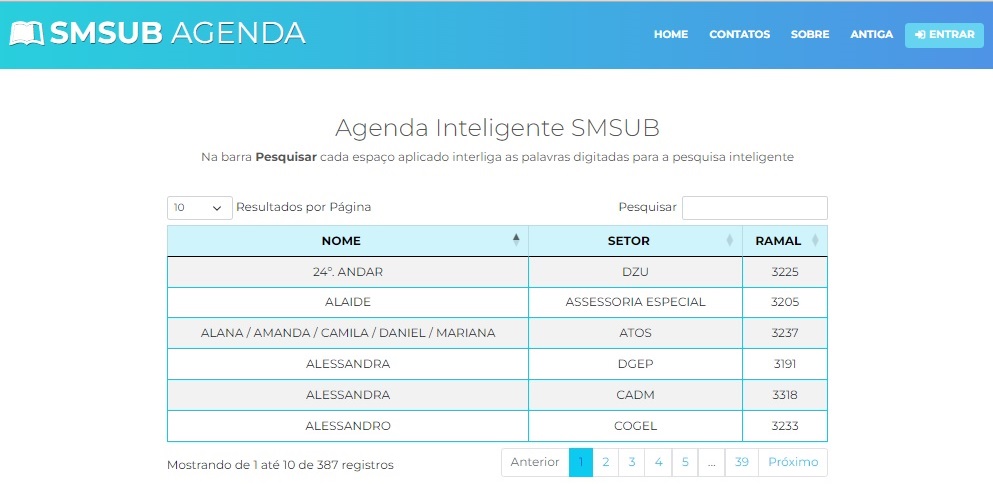 SMSUB AGENDA
HOME CONTATOS SOBRE ANTIGA ENTRAR
Agenda Inteligente SMSUB
Na barra Pesquisar cada espaço aplicado interliga as palavras digitadas para a pesquisa inteligente
10 Resultados por Página Pesquisar
NOME SETOR RAMAL
24º. ANDAR DZU 3225
ALAIDE ASSESSORIA ESPECIAL 3205
ALANA / AMANDA / CAMILA / DANIEL / MARIANA ATOS 3237
ALESSANDRA DGEP 3191
ALESSANDRA CADM 3318
ALESSANDRO COGEL 3233
Mostrando de 1 até 10 de 387 registros Anterior 1 2 3 4 5 ... 39 Próximo